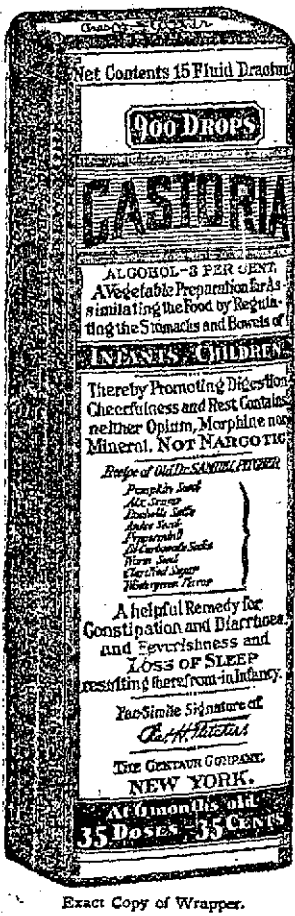 Net Contents 15 Fluid Drachm
900 DROPS
CASTORIA
ALCOHOL-3 PER CENT.
A Vegetable Preparation for As-
similating the Food by Regula-
ting the Stomachs and Bowels of
INFANTS CHILDREN
Thereby Promoting Digestion
Cheerfulness and Rest Contains
neither Opium, Morphine nor
Mineral. NOT NARCOTIC
Recipe of Old Dr. SAMUEL PITCHER
Pumpkin Seed
Alx Senna
Rochelle Salts
Anise Seed
Peppermint
Bi Carbonate Soda
Worm Seed
Clarified Sugar
Wintergreen Flavor
A helpful Remedy for
Constipation and Diarrhoea
and Feverishness and
LOSS OF SLEEP
resulting therefrom in Infancy.
Fac-Simile Signature of
Chas. H. Fletcher
THE CENTAUR COMPANY,
NEW YORK.
At 6 months old
35 DOSES - 35 CENTS
Exact Copy of Wrapper.